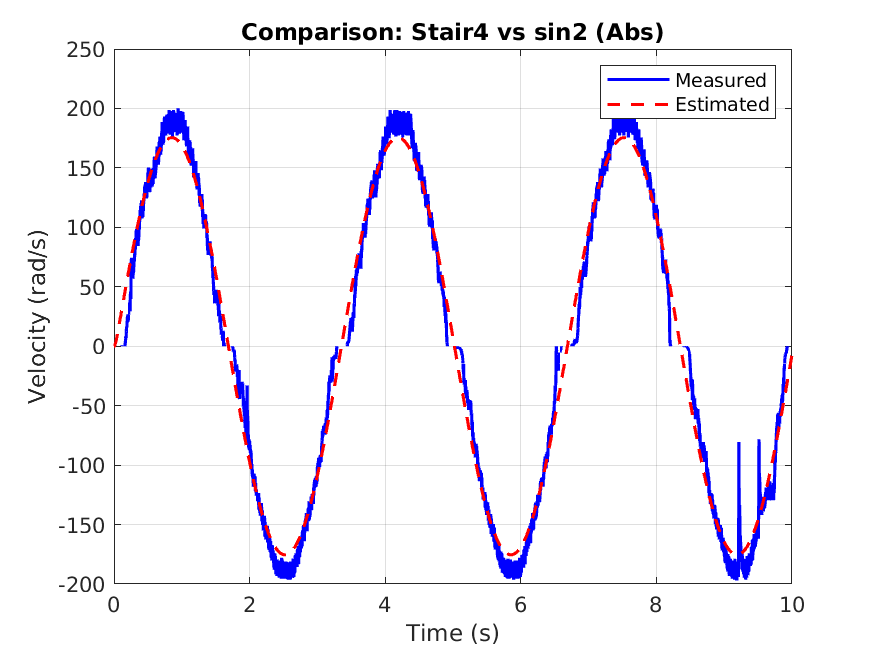 Comparison: Stair4 vs sin2 (Abs)
Measured
Estimated
250
200
150
100
50
0
-50
-100
-150
-200
Velocity (rad/s)
0 2 4 6 8 10
Time (s)